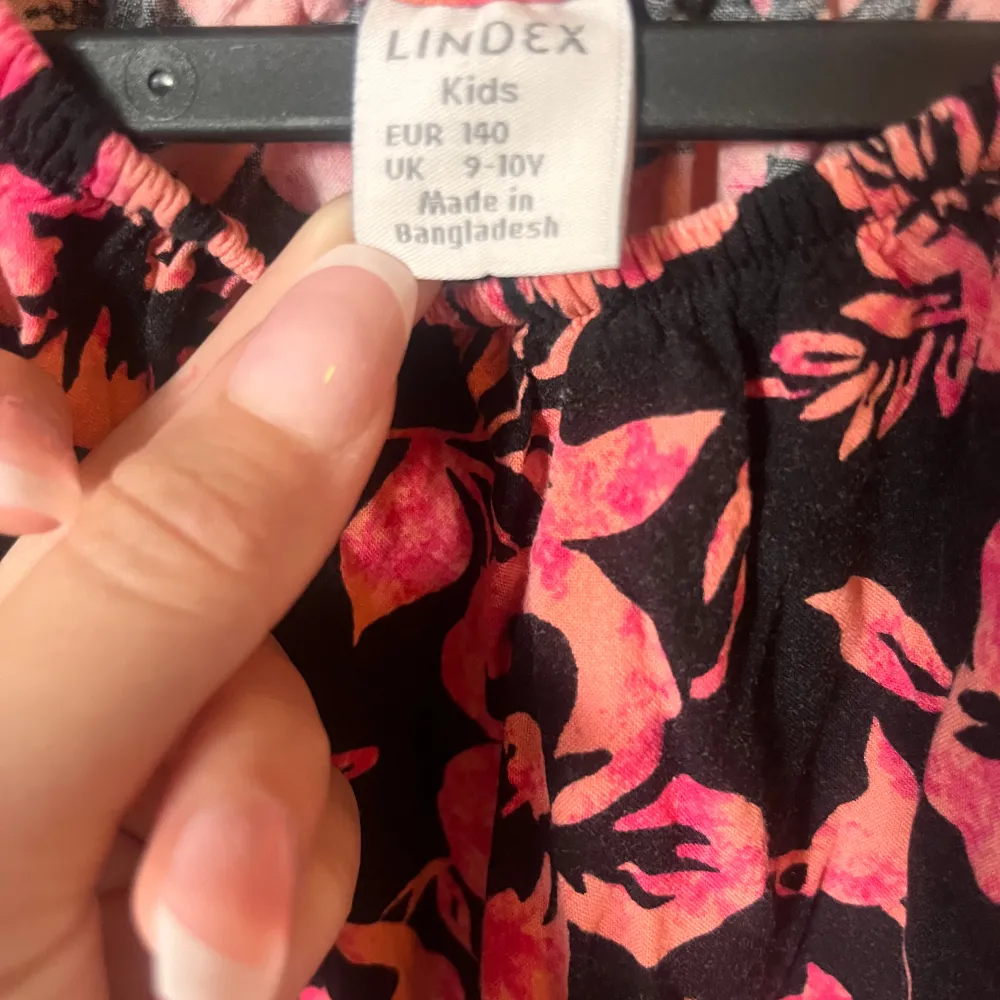 LINDEX
Kids
EUR 140
UK 9-10Y
Made in
Bangladesh